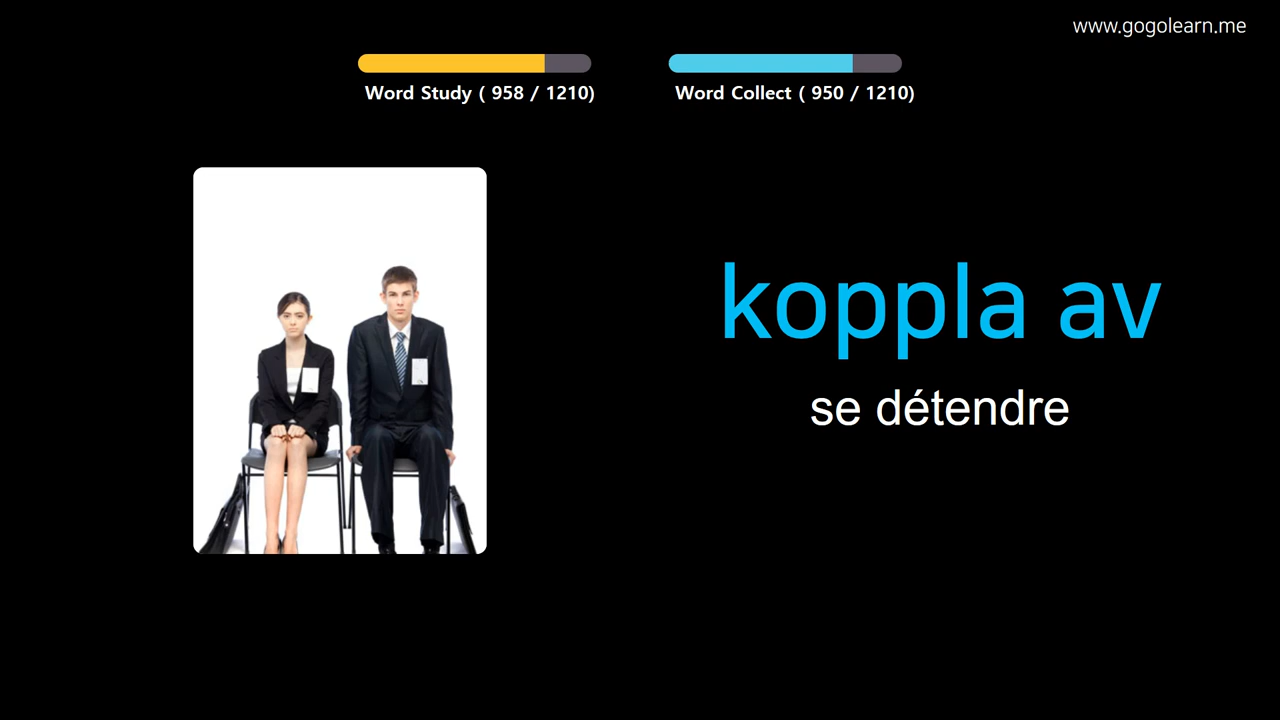 www.gogolearn.me
Word Study ( 958 / 1210)
Word Collect ( 950 / 1210)
koppla av
se détendre